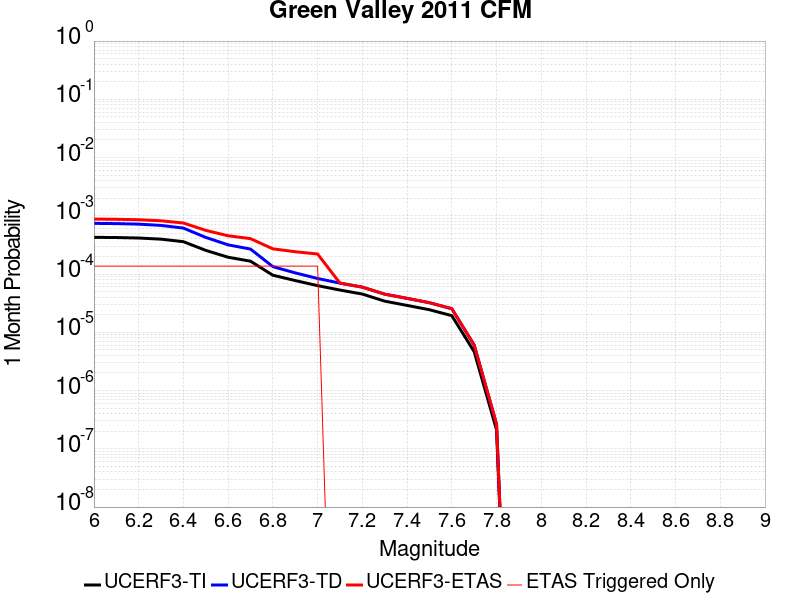 Green Valley 2011 CFM
1 Month Probability
10 0
10 -1
10 -2
10 -3
10 -4
10 -5
10 -6
10 -7
10 -8
6 6.2 6.4 6.6 6.8 7 7.2 7.4 7.6 7.8 8 8.2 8.4 8.6 8.8 9
Magnitude
UCERF3-TI UCERF3-TD UCERF3-ETAS ETAS Triggered Only